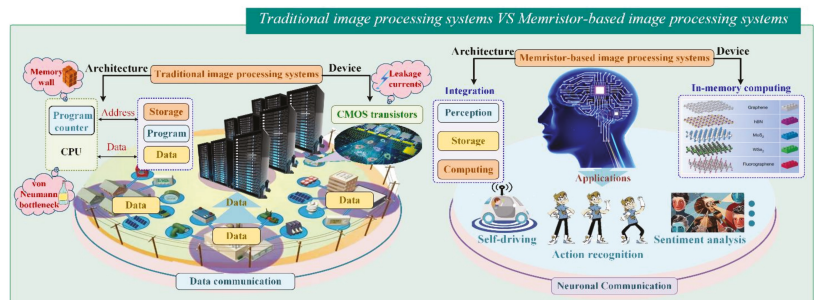 Traditional image processing systems VS Memristor-based image processing systems
Memory
wall
Architecture
Traditional image processing systems
Device
Leakage
currents
Program
counter
CPU
Address
Data
Storage
Program
Data
CMOS transistors
von
Neumann
bottleneck
Data
Data
Data
Data
Data communication
Architecture
Memristor-based image processing systems
Device
Integration
Perception
Storage
Computing
In-memory computing
Graphene
hBN
MoS₂
WSe₂
Fluorographene
Applications
Self-driving
Action recognition
Sentiment analysis
Neuronal Communication